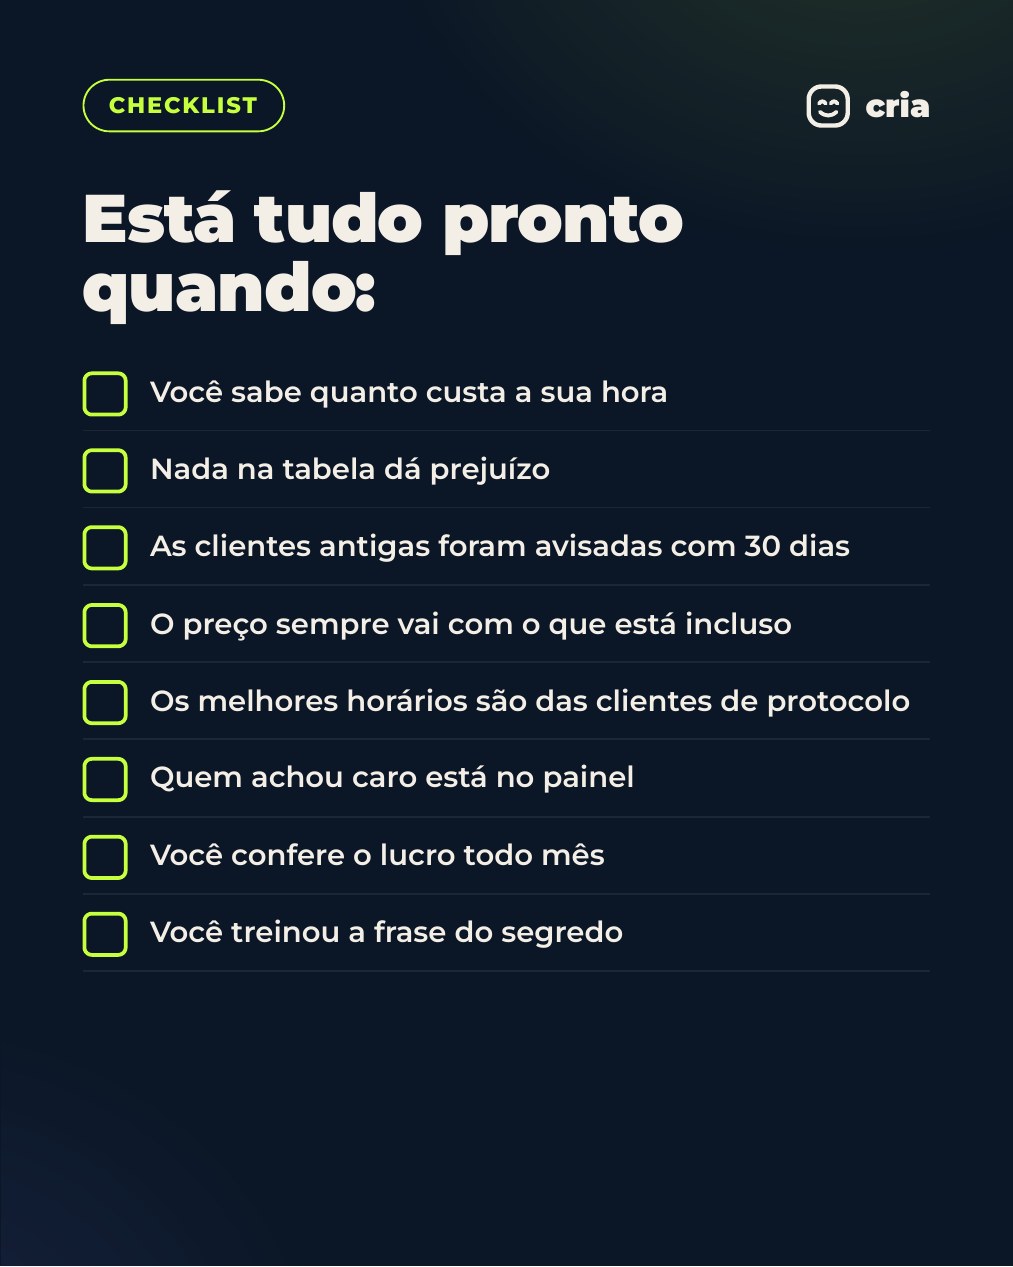 CHECKLIST
cria
Está tudo pronto
quando:
Você sabe quanto custa a sua hora
Nada na tabela dá prejuízo
As clientes antigas foram avisadas com 30 dias
O preço sempre vai com o que está incluso
Os melhores horários são das clientes de protocolo
Quem achou caro está no painel
Você confere o lucro todo mês
Você treinou a frase do segredo